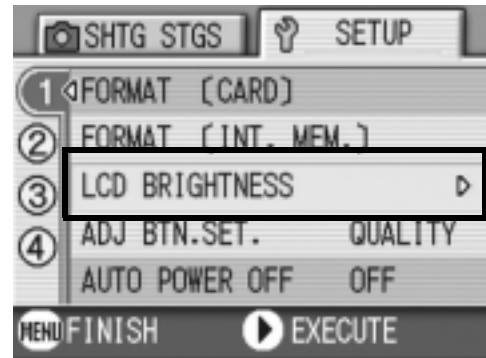 SHTG STGS SETUP
1 FORMAT [CARD]
2 FORMAT [INT. MEM.]
3 LCD BRIGHTNESS
4 ADJ BTN.SET. QUALITY
AUTO POWER OFF OFF
MENU FINISH EXECUTE